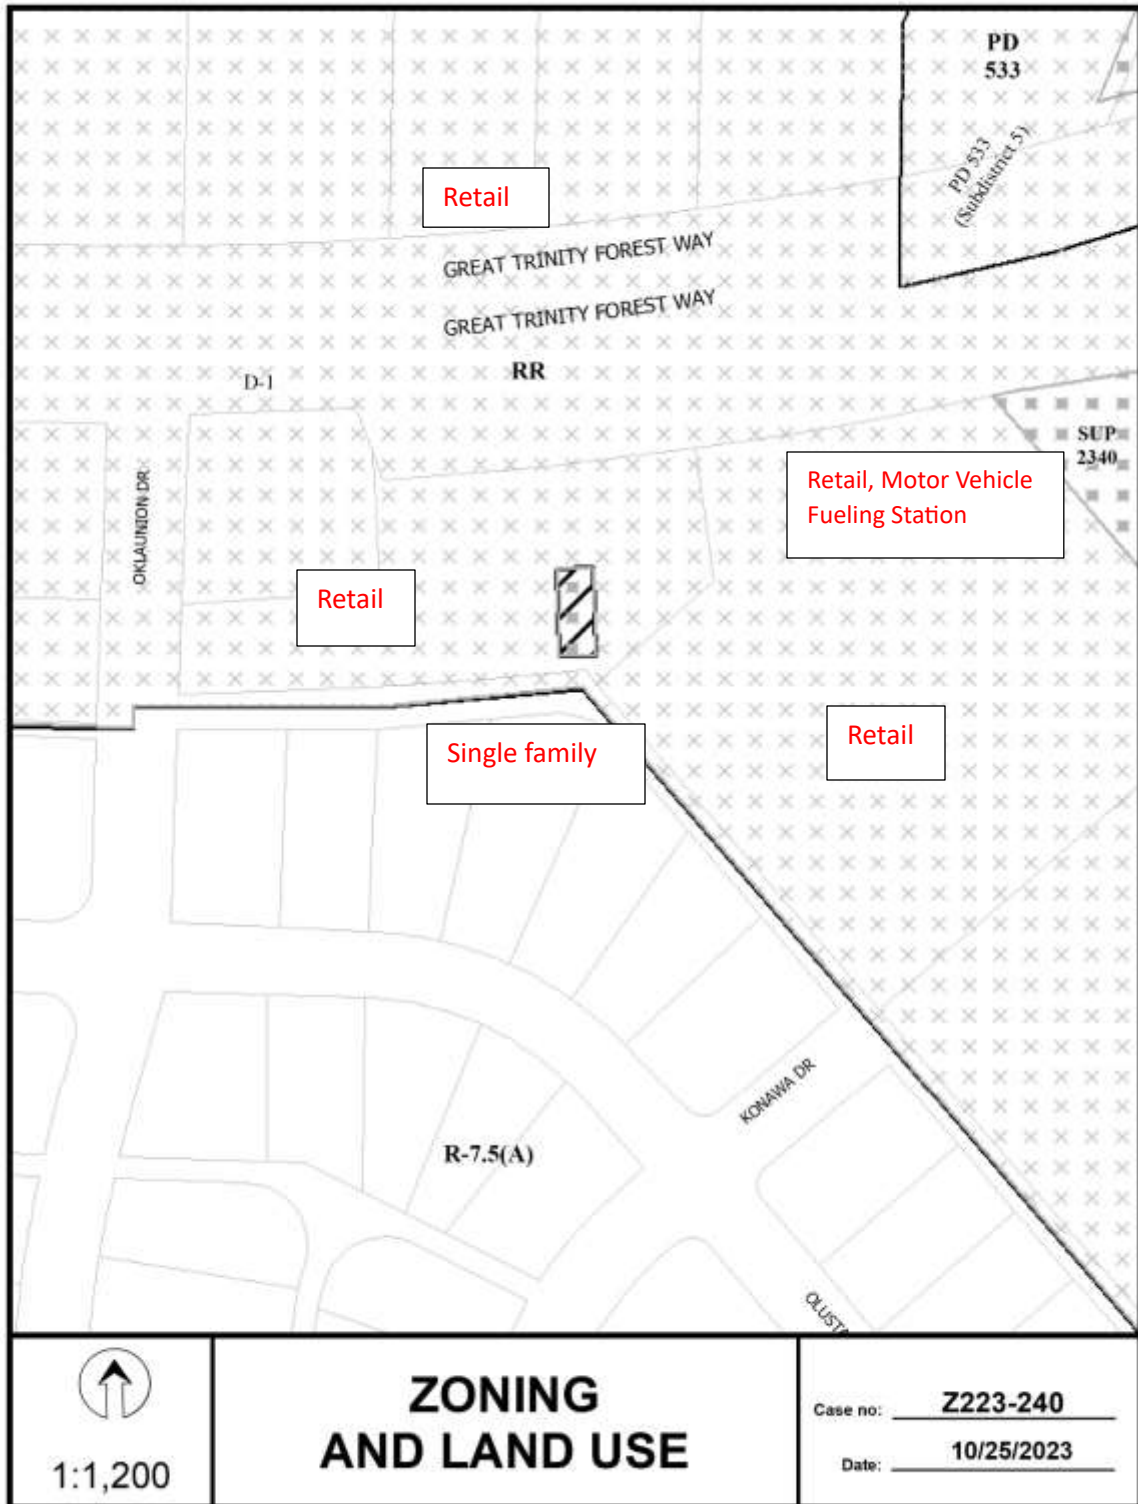 PD
533
PD 533
(Subdistrict 5)
Retail
GREAT TRINITY FOREST WAY
GREAT TRINITY FOREST WAY
RR
D-1
SUP
2340
OKLAUNION DR
Retail, Motor Vehicle
Fueling Station
Retail
Retail
Single family
KONAWA DR
R-7.5(A)
OLUSTA
1:1,200
ZONING
AND LAND USE
Case no: Z223-240
Date: 10/25/2023